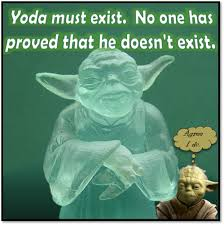 Yoda must exist. No one has
proved that he doesn't exist.
Agree
I do.